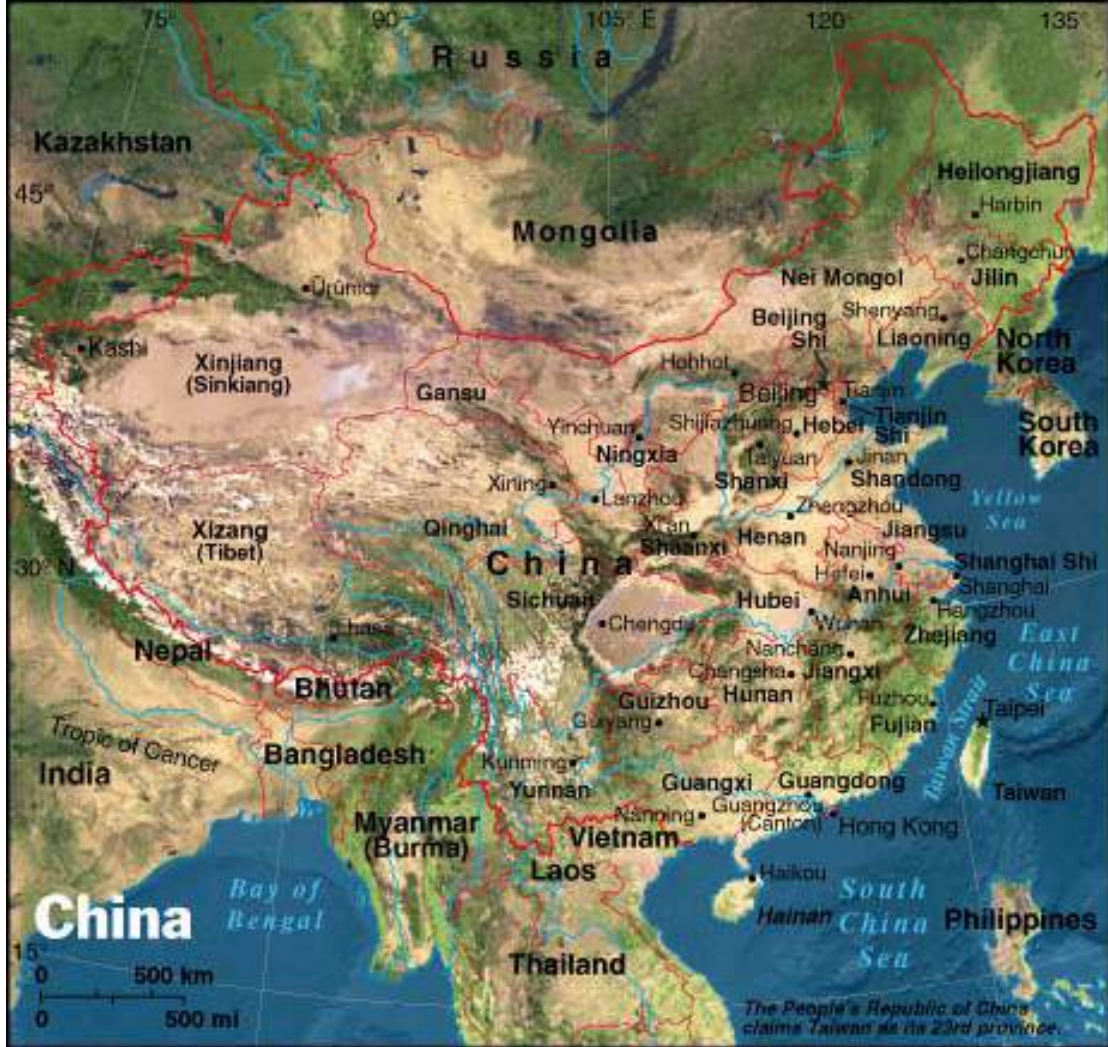 75°
90°
105° E
120
135°
Russia
Kazakhstan
45°
Heilongjiang
Harbin
Mongolia
Changchun
Jilin
Nei Mongol
Ürümqi
Shenyang
Beijing
Shi
Liaoning
North
Korea
Kashi
Xinjiang
(Sinkiang)
Gansu
Hohhot
Beijing
Tianjin
Tianjin
Shi
Yinchuan
Ningxia
Shijiazhuang
Hebei
South
Korea
Taiyuan
Jinan
Shanxi
Shandong
Xining
Lanzhou
Zhengzhou
Yellow
Sea
Xizang
(Tibet)
Qinghai
Xi'an
Shaanxi
Henan
Jiangsu
Nanjing
China
30° N
Hefei
Anhui
Shanghai Shi
Shanghai
Hangzhou
Sichuan
Chengdu
Hubei
Wuhan
Zhejiang
East
China
Sea
Lhasa
Nepal
Nanchang
Changsha
Jiangxi
Hunan
Bhutan
Guizhou
Guiyang
Fuzhou
Fujian
Taiwan Strait
Taipei
Tropic of Cancer
Bangladesh
India
Kunming
Yunnan
Guangxi
Guangdong
Taiwan
Nanning
Guangzhou
(Canton)
Hong Kong
Myanmar
(Burma)
Vietnam
Laos
Haikou
Hainan
Bay of
Bengal
South
China
Sea
Philippines
China
15°
Thailand
0 500 km
0 500 mi
The People's Republic of China
claims Taiwan as its 23rd province.